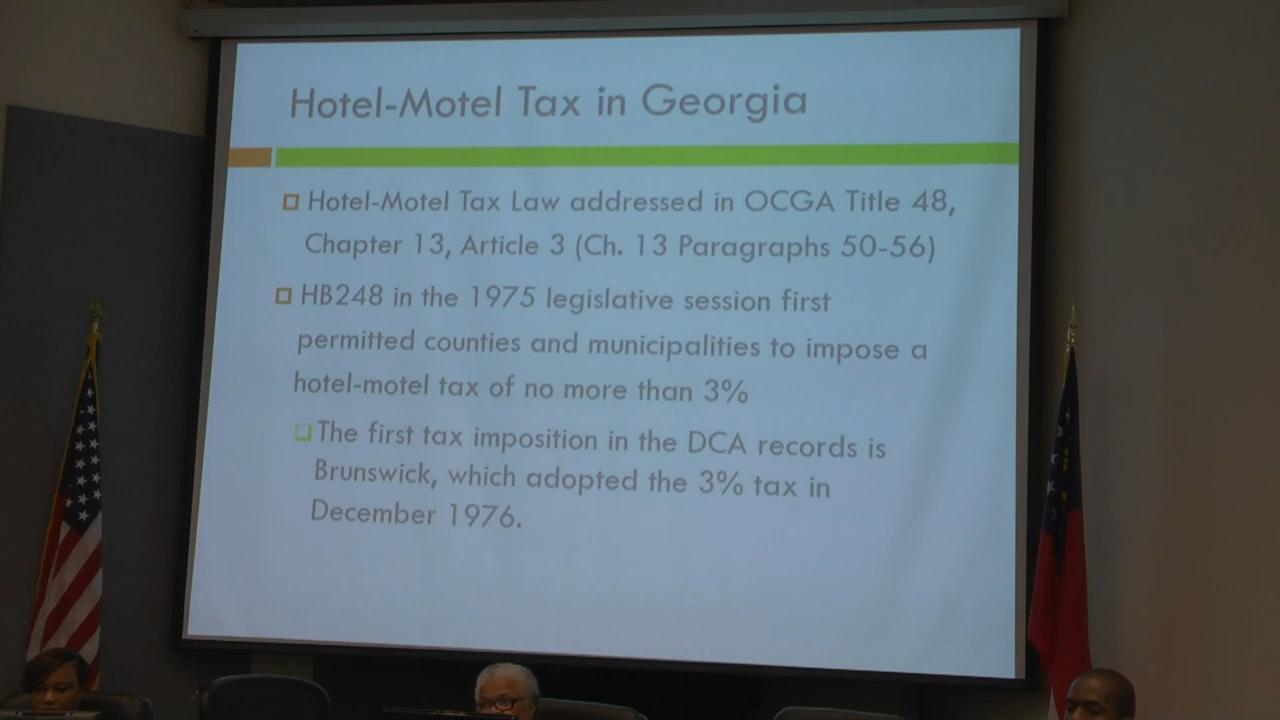 Hotel-Motel Tax in Georgia
Hotel-Motel Tax Law addressed in OCGA Title 48,
Chapter 13, Article 3 (Ch. 13 Paragraphs 50-56)
HB248 in the 1975 legislative session first
permitted counties and municipalities to impose a
hotel-motel tax of no more than 3%
The first tax imposition in the DCA records is
Brunswick, which adopted the 3% tax in
December 1976.